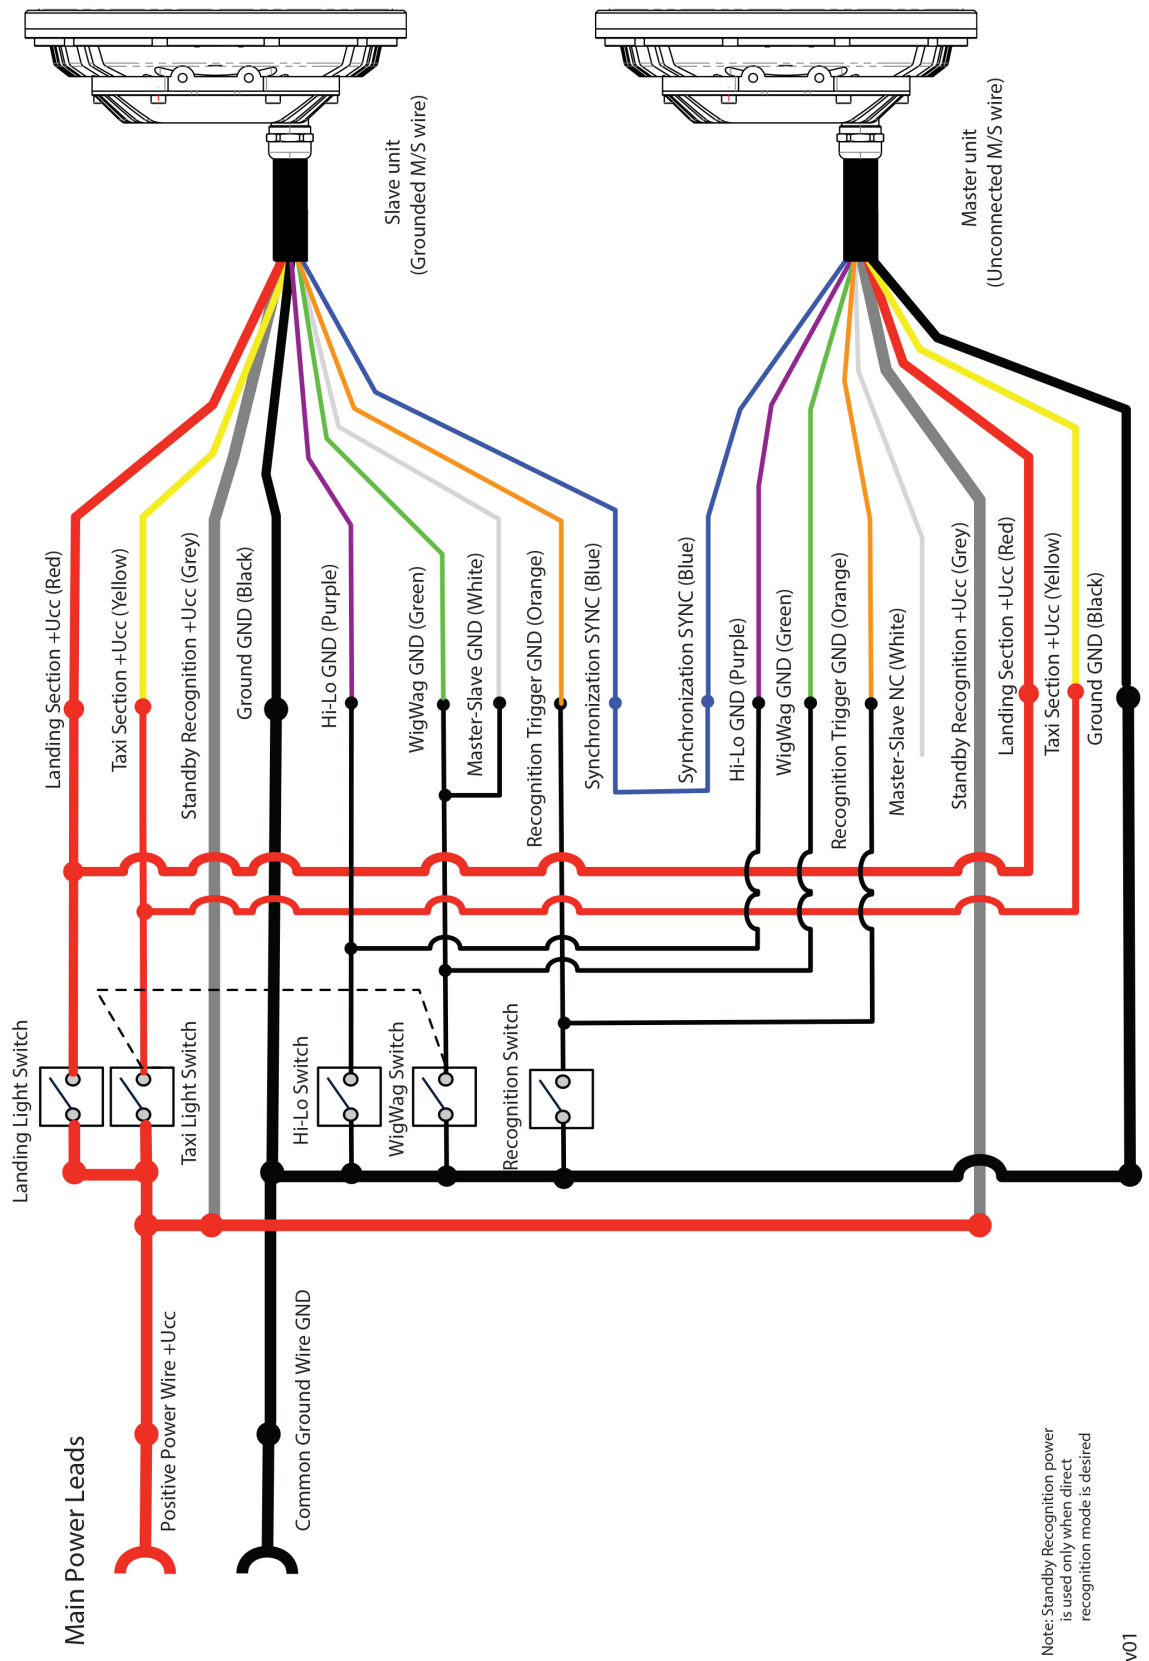 Slave unit
(Grounded M/S wire)
Master unit
(Unconnected M/S wire)
Landing Section +Ucc (Red)
Taxi Section +Ucc (Yellow)
Standby Recognition +Ucc (Grey)
Ground GND (Black)
Hi-Lo GND (Purple)
WigWag GND (Green)
Master-Slave GND (White)
Recognition Trigger GND (Orange)
Synchronization SYNC (Blue)
Synchronization SYNC (Blue)
Hi-Lo GND (Purple)
WigWag GND (Green)
Recognition Trigger GND (Orange)
Master-Slave NC (White)
Standby Recognition +Ucc (Grey)
Landing Section +Ucc (Red)
Taxi Section +Ucc (Yellow)
Ground GND (Black)
Landing Light Switch
Taxi Light Switch
Hi-Lo Switch
WigWag Switch
Recognition Switch
Main Power Leads
Positive Power Wire +Ucc
Common Ground Wire GND
Note: Standby Recognition power
is used only when direct
recognition mode is desired
v01